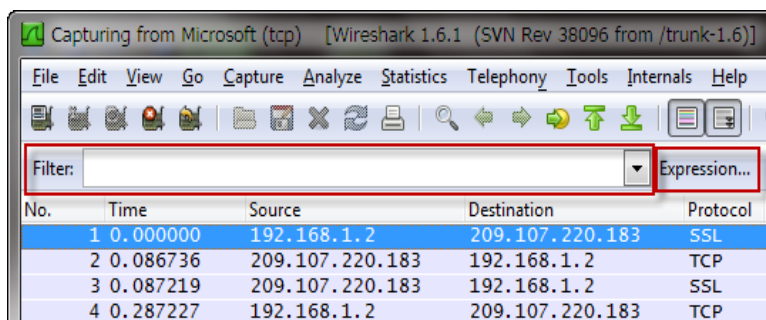 Capturing from Microsoft (tcp) [Wireshark 1.6.1 (SVN Rev 38096 from /trunk-1.6)]
File Edit View Go Capture Analyze Statistics Telephony Tools Internals Help
Filter: Expression...
No. Time Source Destination Protocol
1 0.000000 192.168.1.2 209.107.220.183 SSL
2 0.086736 209.107.220.183 192.168.1.2 TCP
3 0.087219 209.107.220.183 192.168.1.2 SSL
4 0.287227 192.168.1.2 209.107.220.183 TCP